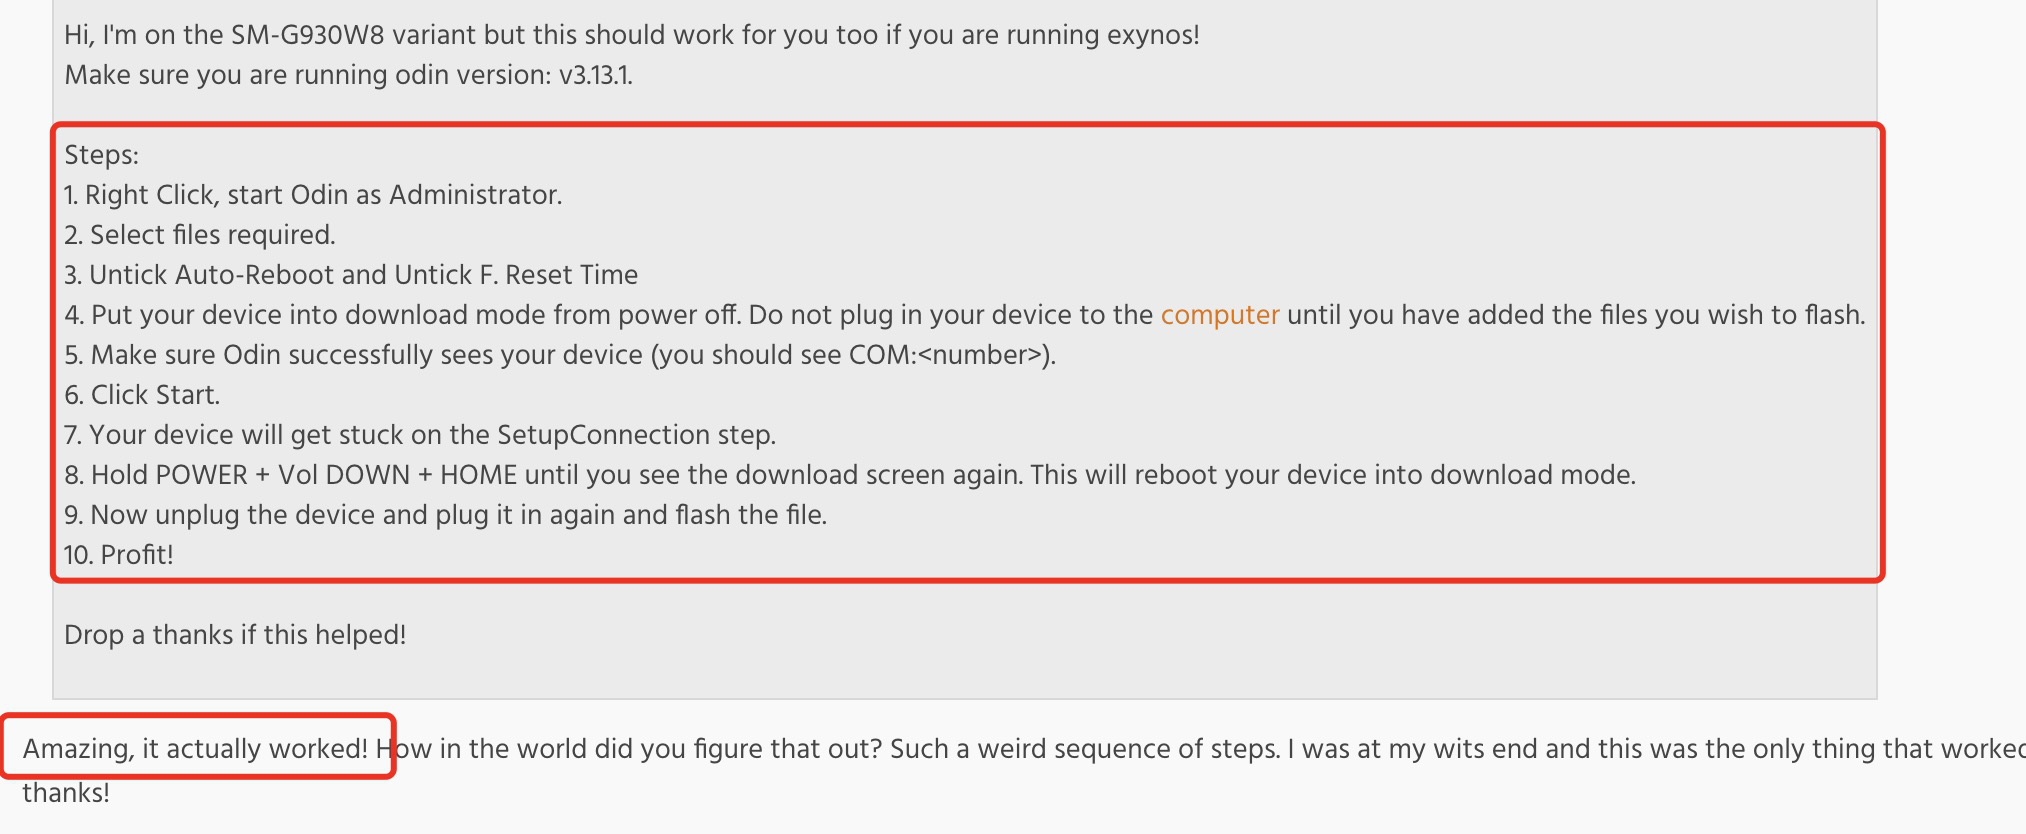 Hi, I'm on the SM-G930W8 variant but this should work for you too if you are running exynos!
Make sure you are running odin version: v3.13.1.
Steps:
1. Right Click, start Odin as Administrator.
2. Select files required.
3. Untick Auto-Reboot and Untick F. Reset Time
4. Put your device into download mode from power off. Do not plug in your device to the computer until you have added the files you wish to flash.
5. Make sure Odin successfully sees your device (you should see COM:<number>).
6. Click Start.
7. Your device will get stuck on the SetupConnection step.
8. Hold POWER + Vol DOWN + HOME until you see the download screen again. This will reboot your device into download mode.
9. Now unplug the device and plug it in again and flash the file.
10. Profit!
Drop a thanks if this helped!
Amazing, it actually worked! How in the world did you figure that out? Such a weird sequence of steps. I was at my wits end and this was the only thing that worked
thanks!